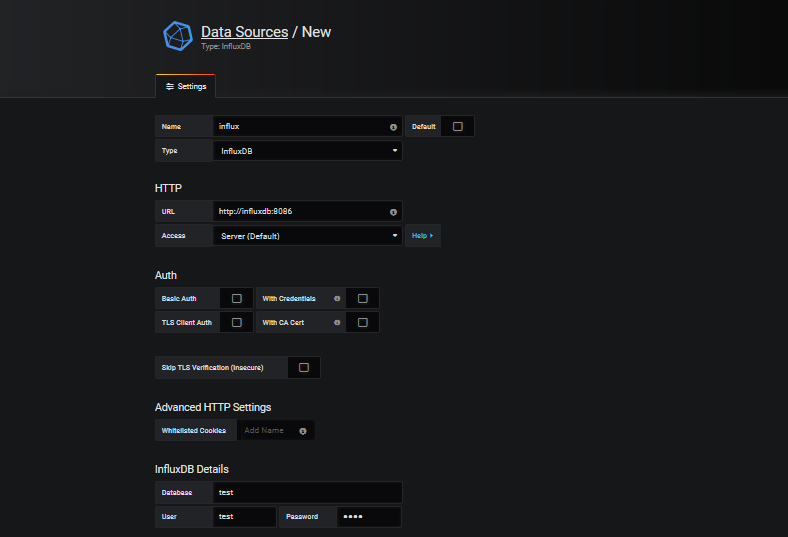 Data Sources / New
Type: InfluxDB
Settings
Name influx Default
Type InfluxDB
HTTP
URL http://influxdb:8086
Access Server (Default) Help
Auth
Basic Auth With Credentials
TLS Client Auth With CA Cert
Skip TLS Verification (Insecure)
Advanced HTTP Settings
Whitelisted Cookies Add Name
InfluxDB Details
Database test
User test Password ••••